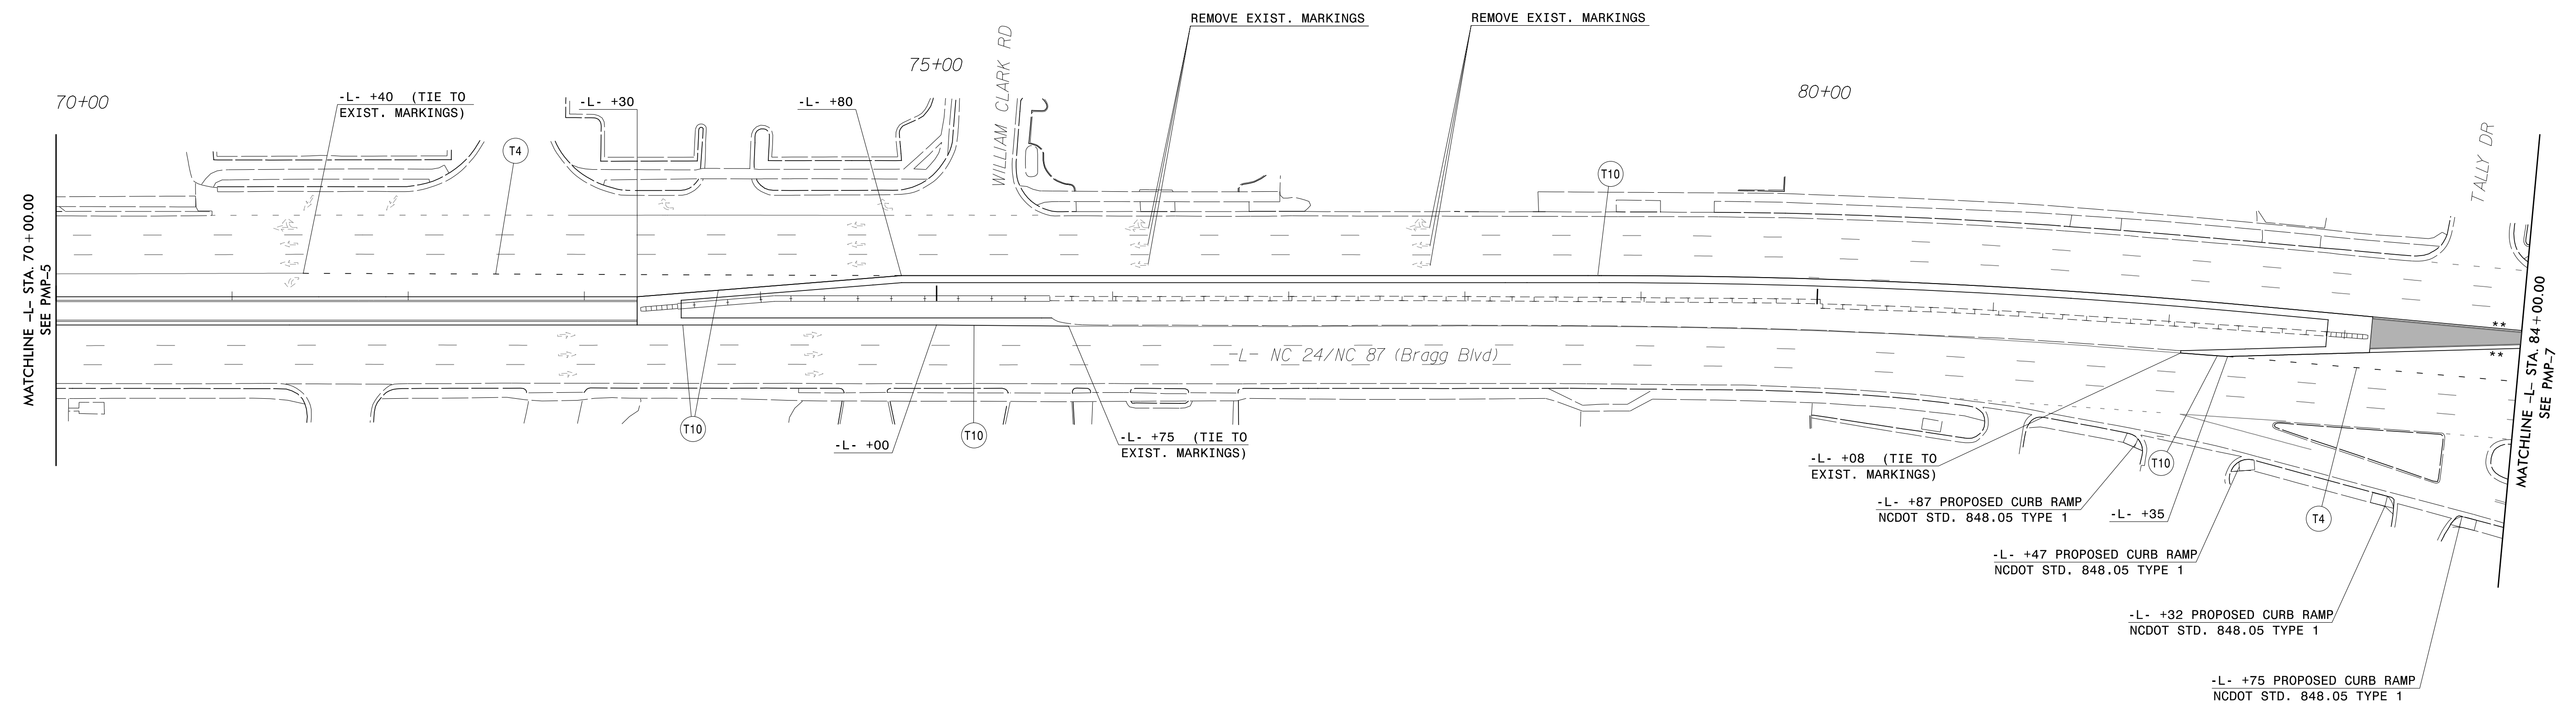 REMOVE EXIST. MARKINGS
REMOVE EXIST. MARKINGS
WILLIAM CLARK RD
75+00
80+00
70+00
-L- +40 (TIE TO
EXIST. MARKINGS)
-L- +30
-L- +80
T4
T10
TALLY DR
MATCHLINE -L- STA. 70+00.00
SEE PMP-5
**
**
-L- NC 24/NC 87 (Bragg Blvd)
MATCHLINE -L- STA. 84+00.00
SEE PMP-7
T10
T10
-L- +00
-L- +75 (TIE TO
EXIST. MARKINGS)
-L- +08 (TIE TO
EXIST. MARKINGS)
T10
-L- +87 PROPOSED CURB RAMP
NCDOT STD. 848.05 TYPE 1
-L- +35
T4
-L- +47 PROPOSED CURB RAMP
NCDOT STD. 848.05 TYPE 1
-L- +32 PROPOSED CURB RAMP
NCDOT STD. 848.05 TYPE 1
-L- +75 PROPOSED CURB RAMP
NCDOT STD. 848.05 TYPE 1